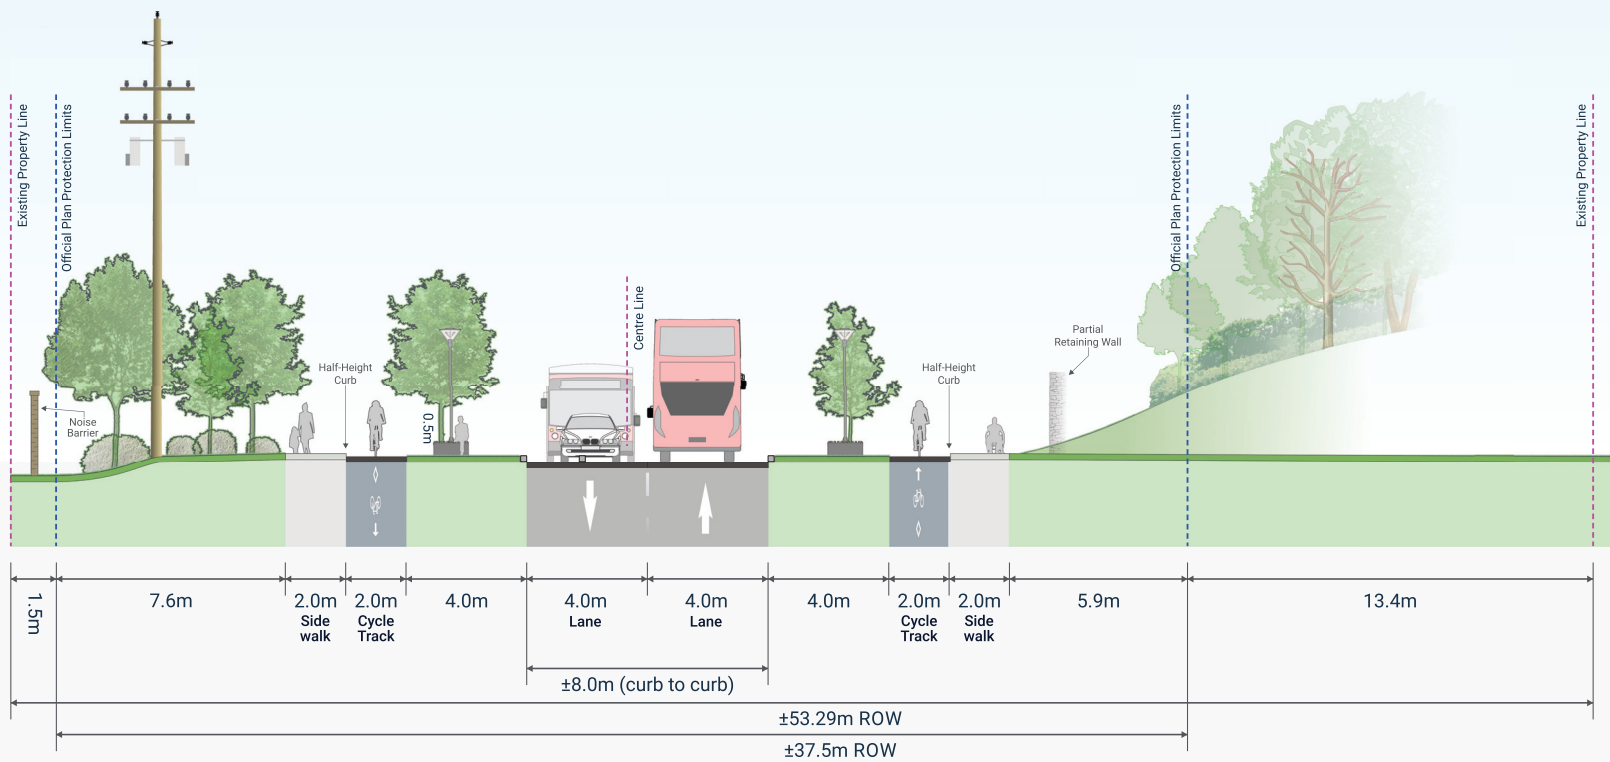 Existing Property Line
Official Plan Protection Limits
Centre Line
Official Plan Protection Limits
Existing Property Line
Noise
Barrier
Half-Height
Curb
0.5m
Half-Height
Curb
Partial
Retaining Wall
1.5m
7.6m
2.0m
Side
walk
2.0m
Cycle
Track
4.0m
4.0m
Lane
4.0m
Lane
4.0m
2.0m
Cycle
Track
2.0m
Side
walk
5.9m
13.4m
±8.0m (curb to curb)
±53.29m ROW
±37.5m ROW